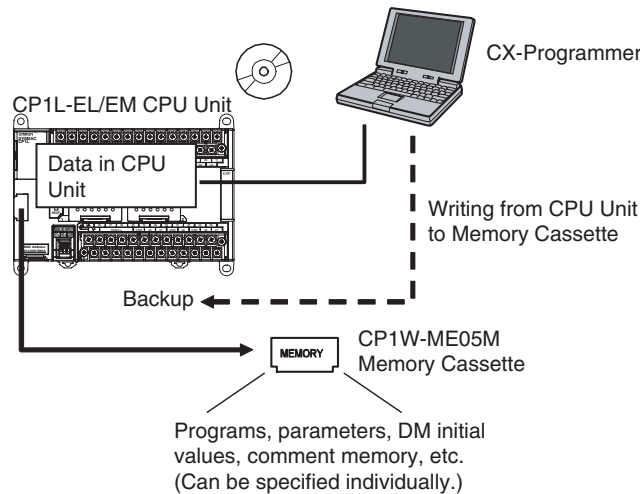 CX-Programmer
CP1L-EL/EM CPU Unit
Data in CPU
Unit
Writing from CPU Unit
to Memory Cassette
Backup
MEMORY
CP1W-ME05M
Memory Cassette
Programs, parameters, DM initial
values, comment memory, etc.
(Can be specified individually.)